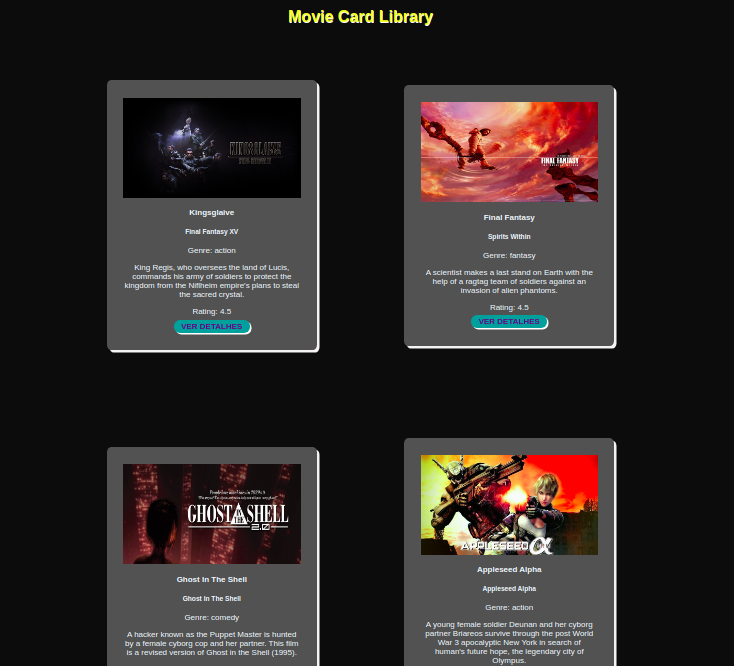 Movie Card Library
KINGSGLAIVE
Kingsglaive
Final Fantasy XV
Genre: action
King Regis, who oversees the land of Lucis,
commands his army of soldiers to protect the
kingdom from the Niflheim empire's plans to steal
the sacred crystal.
Rating: 4.5
VER DETALHES
FINAL FANTASY
Final Fantasy
Spirits Within
Genre: fantasy
A scientist makes a last stand on Earth with the
help of a ragtag team of soldiers against an
invasion of alien phantoms.
Rating: 4.5
VER DETALHES
GHOST IN THE SHELL
2.0
Ghost In The Shell
Ghost In The Shell
Genre: comedy
A hacker known as the Puppet Master is hunted
by a female cyborg cop and her partner. This film
is a revised version of Ghost in the Shell (1995).
APPLESEED α
Appleseed Alpha
Appleseed Alpha
Genre: action
A young female soldier Deunan and her cyborg
partner Briareos survive through the post World
War 3 apocalyptic New York in search of
human's future hope, the legendary city of
Olympus.